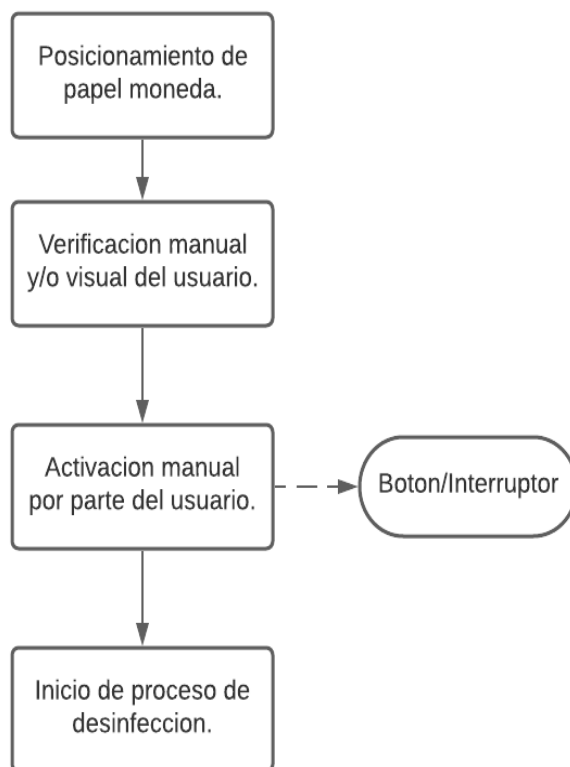 Posicionamiento de
papel moneda.
Verificacion manual
y/o visual del usuario.
Activacion manual
por parte del usuario.
Boton/Interruptor
Inicio de proceso de
desinfeccion.